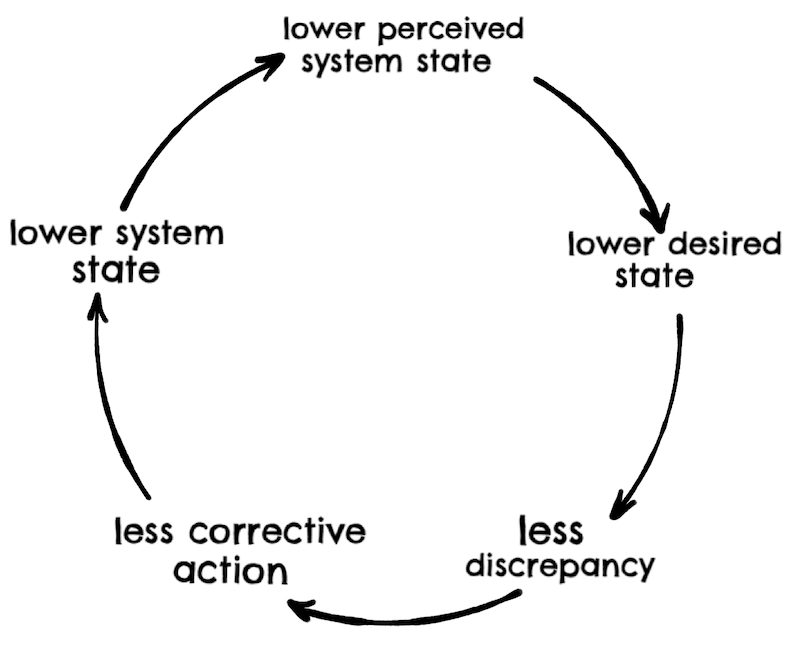 lower perceived
system state
lower desired
state
less
discrepancy
less corrective
action
lower system
state